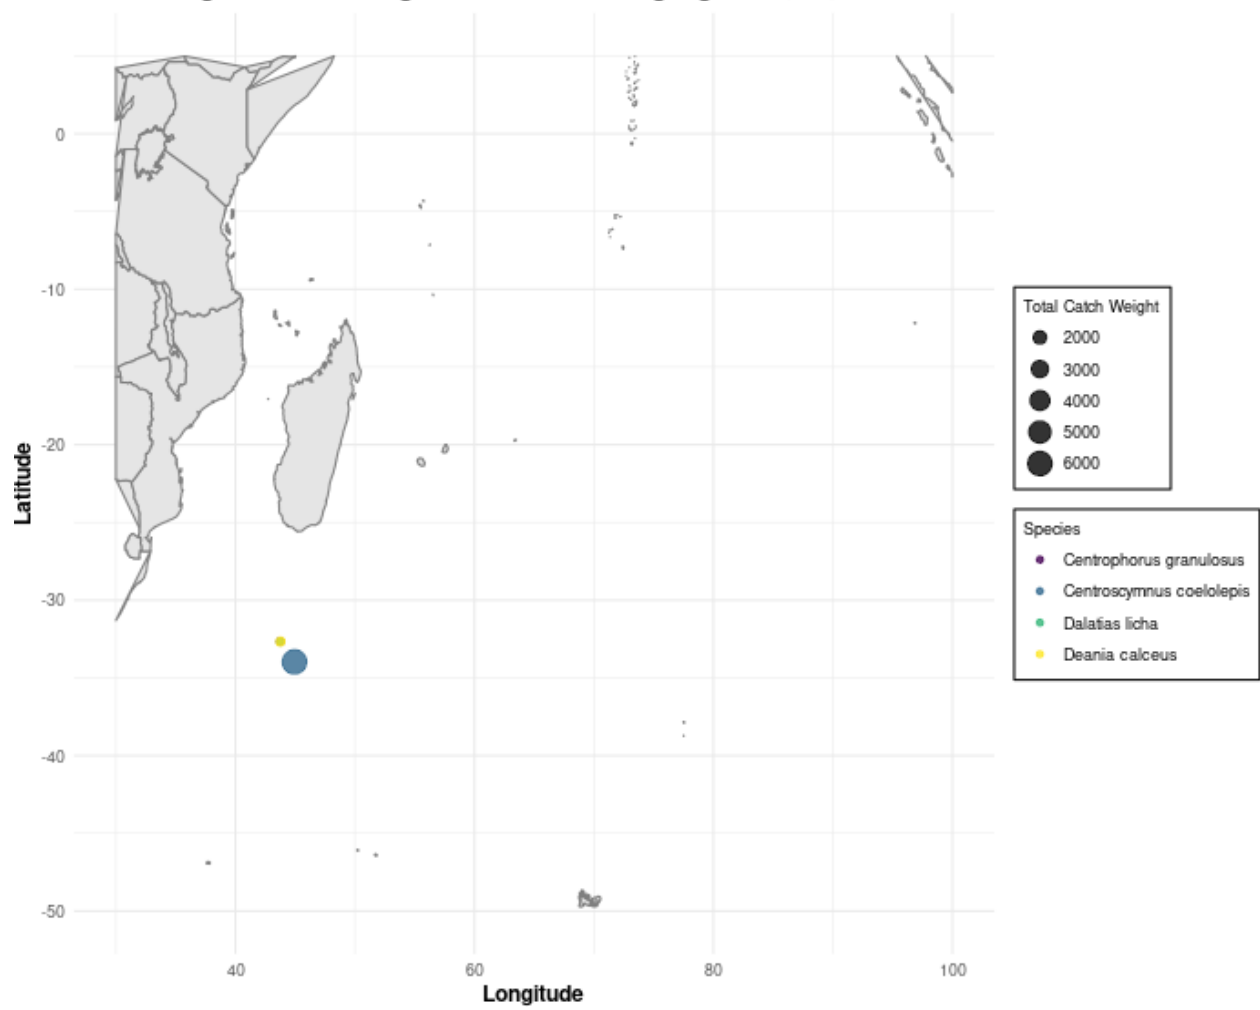 0
-10
-20
-30
-40
-50
Latitude
40
60
80
100
Longitude
Total Catch Weight
2000
3000
4000
5000
6000
Species
Centrophorus granulosus
Centroscymnus coelolepis
Dalatias licha
Deania calceus